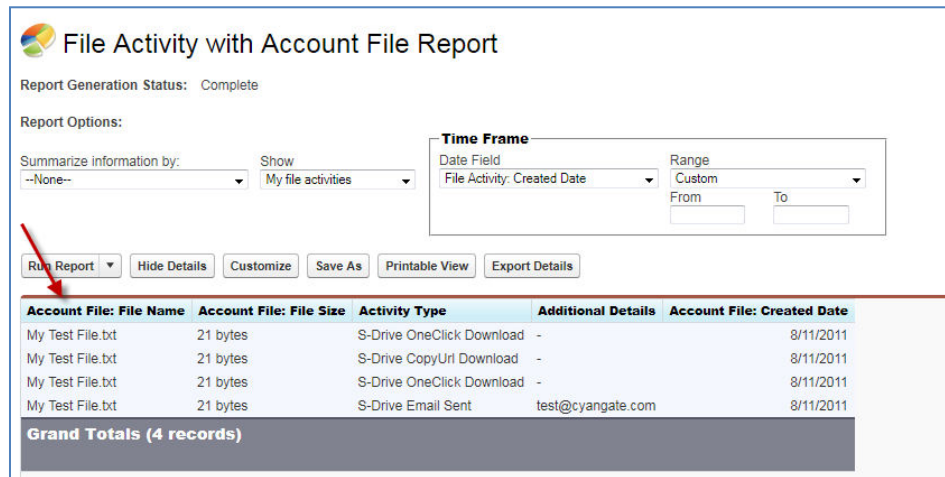 File Activity with Account File Report
Report Generation Status: Complete
Report Options:
Time Frame
Summarize information by: Show Date Field Range
--None-- My file activities File Activity: Created Date Custom
From To
Run Report Hide Details Customize Save As Printable View Export Details
Account File: File Name Account File: File Size Activity Type Additional Details Account File: Created Date
My Test File.txt 21 bytes S-Drive OneClick Download - 8/11/2011
My Test File.txt 21 bytes S-Drive CopyUrl Download - 8/11/2011
My Test File.txt 21 bytes S-Drive OneClick Download - 8/11/2011
My Test File.txt 21 bytes S-Drive Email Sent test@cyangate.com 8/11/2011
Grand Totals (4 records)